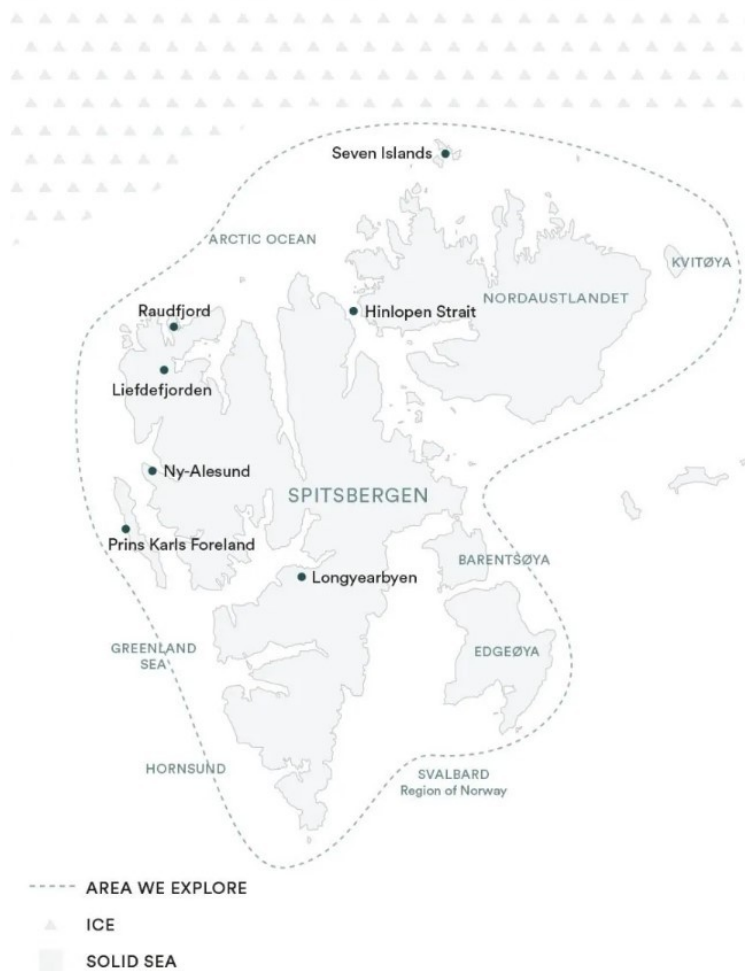 Seven Islands
ARCTIC OCEAN
KVITØYA
NORDAUSTLANDET
Raudfjord
Hinlopen Strait
Liefdefjorden
Ny-Alesund
SPITSBERGEN
Prins Karls Foreland
BARENTSØYA
Longyearbyen
GREENLAND
SEA
EDGEØYA
HORNSUND
SVALBARD
Region of Norway
AREA WE EXPLORE
ICE
SOLID SEA